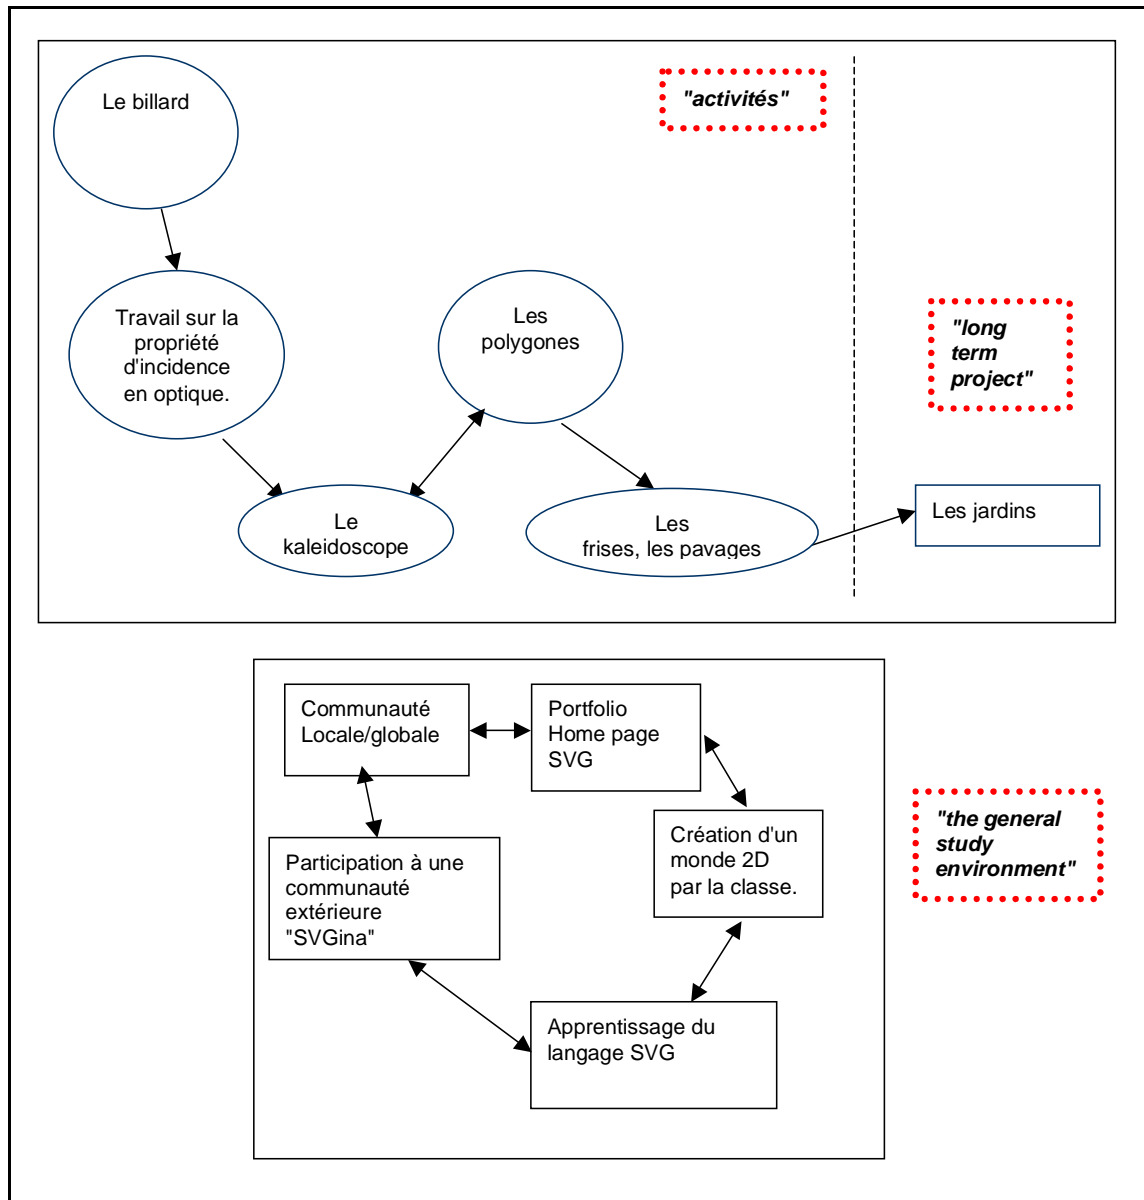 Le billard
"activités"
Travail sur la
propriété
d'incidence
en optique.
Les
polygones
"long
term
project"
Le
kaleidoscope
Les
frises, les pavages
Les jardins
Communauté
Locale/globale
Portfolio
Home page
SVG
Participation à une
communauté
extérieure
"SVGina"
Création d'un
monde 2D
par la classe.
"the general
study
environment"
Apprentissage du
langage SVG